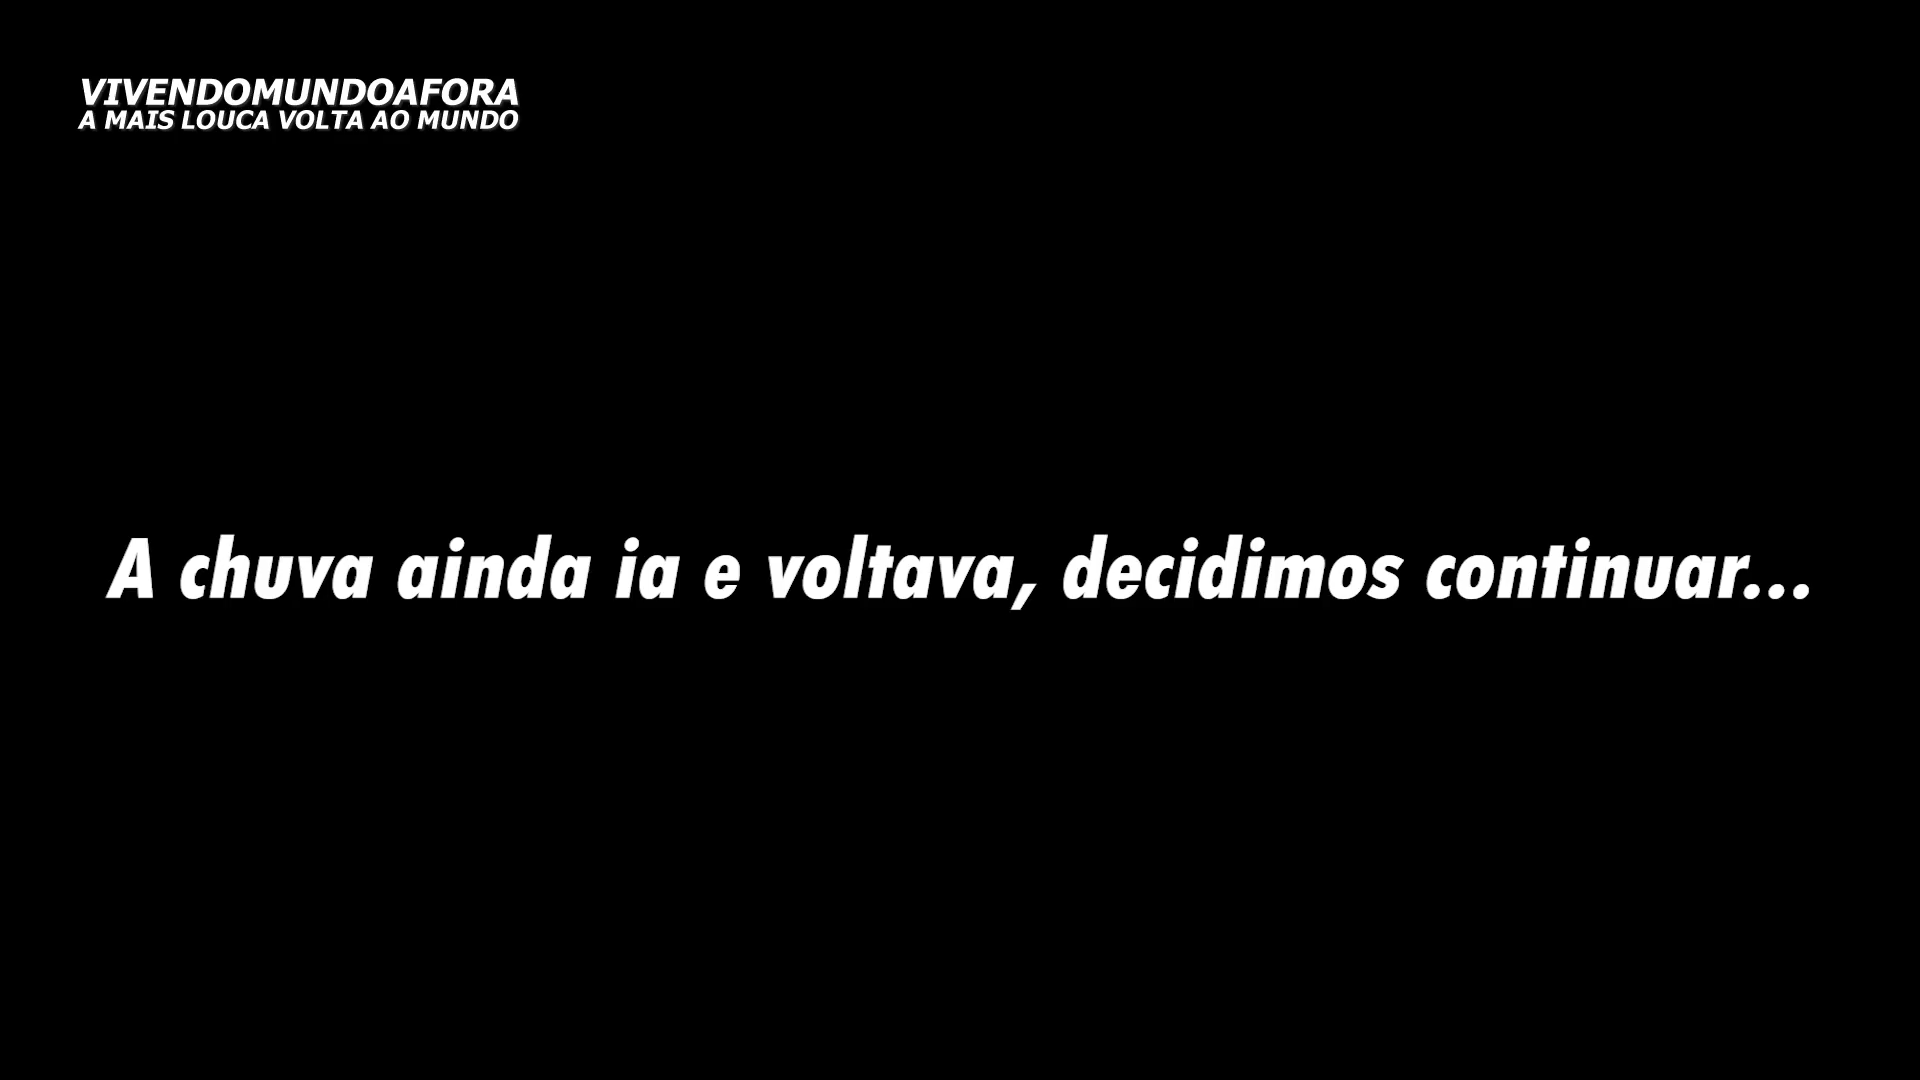 VIVENDOMUNDOAFORA
A MAIS LOUCA VOLTA AO MUNDO
A chuva ainda ia e voltava, decidimos continuar...